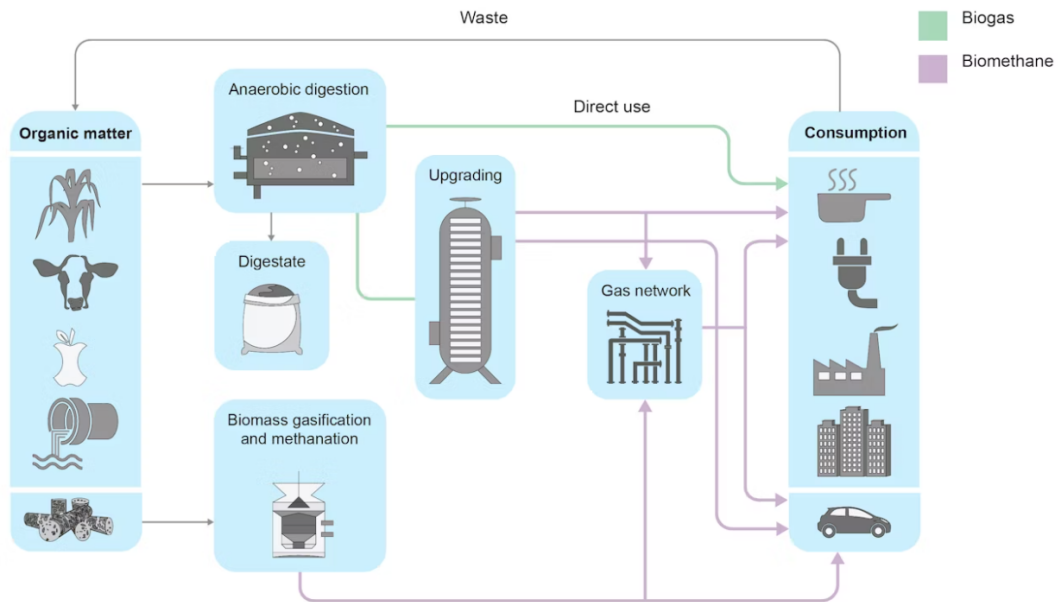 Waste
Biogas
Biomethane
Anaerobic digestion
Direct use
Organic matter
Consumption
Upgrading
Digestate
Gas network
Biomass gasification
and methanation